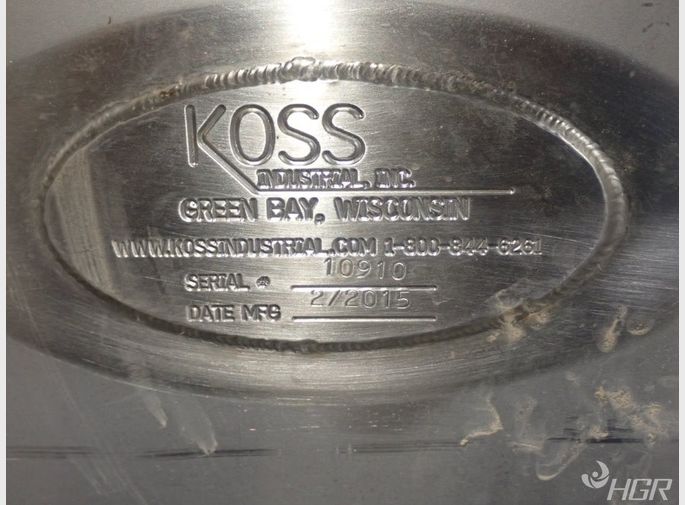 KOSS
INDUSTRIAL, INC.
GREEN BAY, WISCONSIN
WWW.KOSSINDUSTRIAL.COM 1-800-844-6261
SERIAL # 10910
DATE MFG 2/2015
HGR